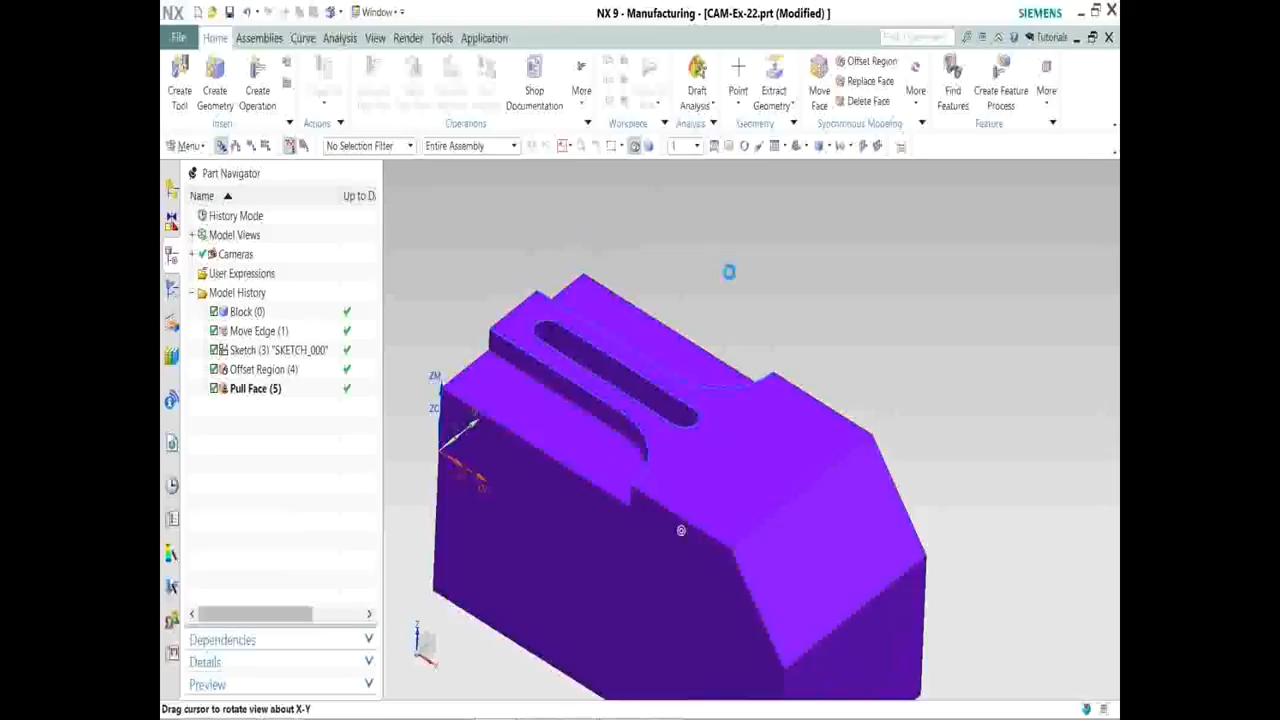 NX
Window
NX 9 - Manufacturing - [CAM-Ex-22.prt (Modified) ]
SIEMENS
File
Home
Assemblies
Curve
Analysis
View
Render
Tools
Application
Tutorials
Create Tool
Create Geometry
Create Operation
Shop Documentation
More
Draft Analysis
Point
Extract Geometry
Move Face
Offset Region
Replace Face
Delete Face
More
Find Features
Create Feature Process
More
Insert
Actions
Operations
Workpiece
Analysis
Geometry
Synchronous Modeling
Feature
Menu
No Selection Filter
Entire Assembly
1
Part Navigator
Name
Up to D
History Mode
Model Views
Cameras
User Expressions
Model History
Block (0)
Move Edge (1)
Sketch (3) "SKETCH_000"
Offset Region (4)
Pull Face (5)
ZM
ZC
Z
Dependencies
Details
Preview
Drag cursor to rotate view about X-Y